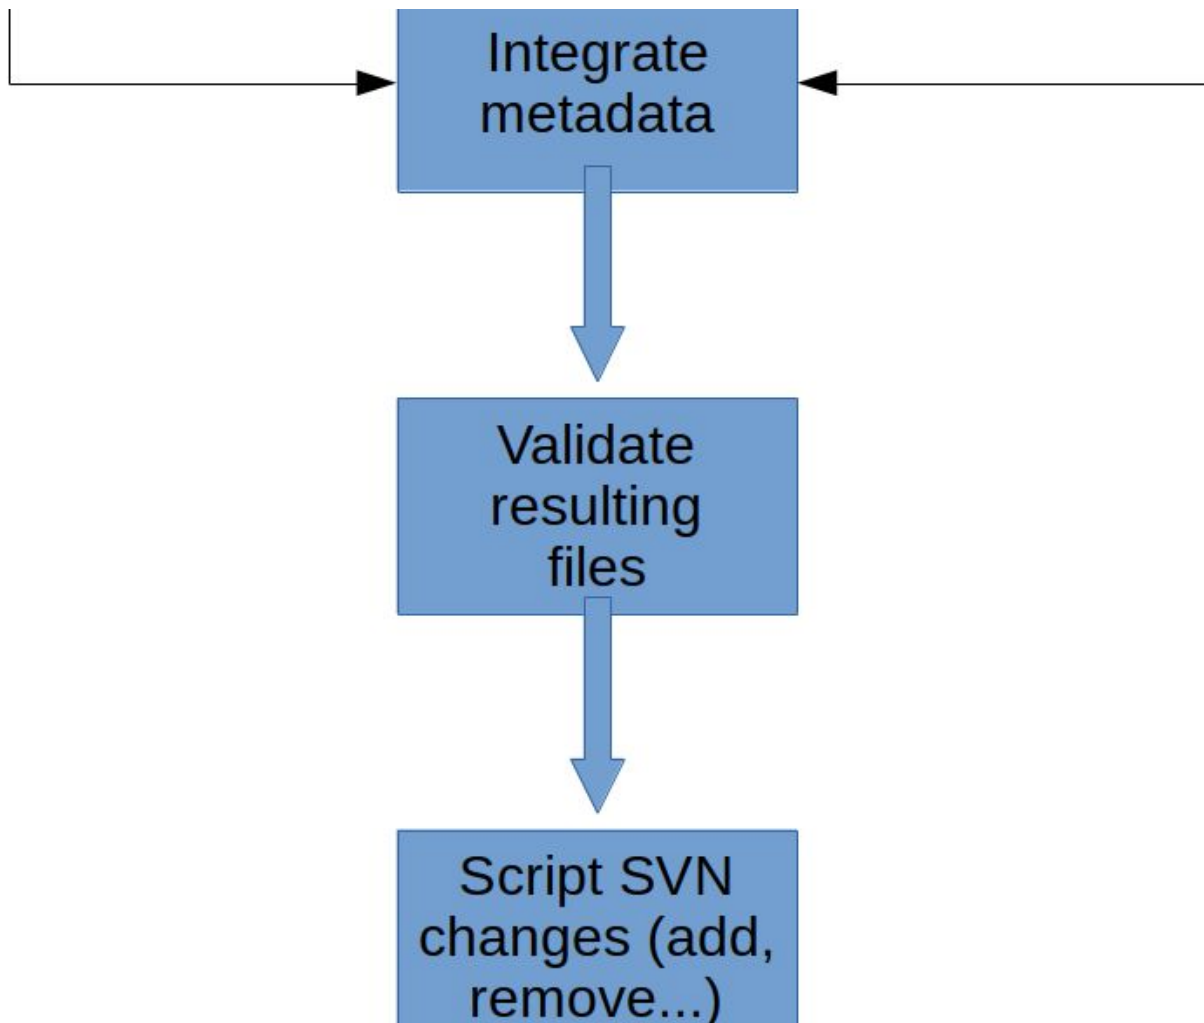 Integrate
metadata
Validate
resulting
files
Script SVN
changes (add,
remove...)